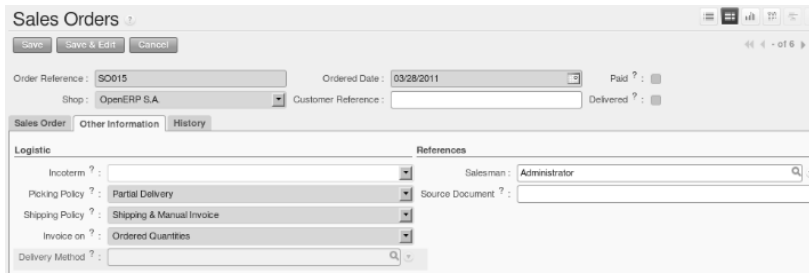 Sales Orders ?
Save Save & Edit Cancel
- of 6
Order Reference : SO015 Ordered Date : 03/28/2011 Paid ? :
Shop : OpenERP S.A. Customer Reference : Delivered ? :
Sales Order Other Information History
Logistic References
Incoterm ? : Salesman : Administrator
Picking Policy ? : Partial Delivery Source Document ? :
Shipping Policy ? : Shipping & Manual Invoice
Invoice on ? : Ordered Quantities
Delivery Method ? :